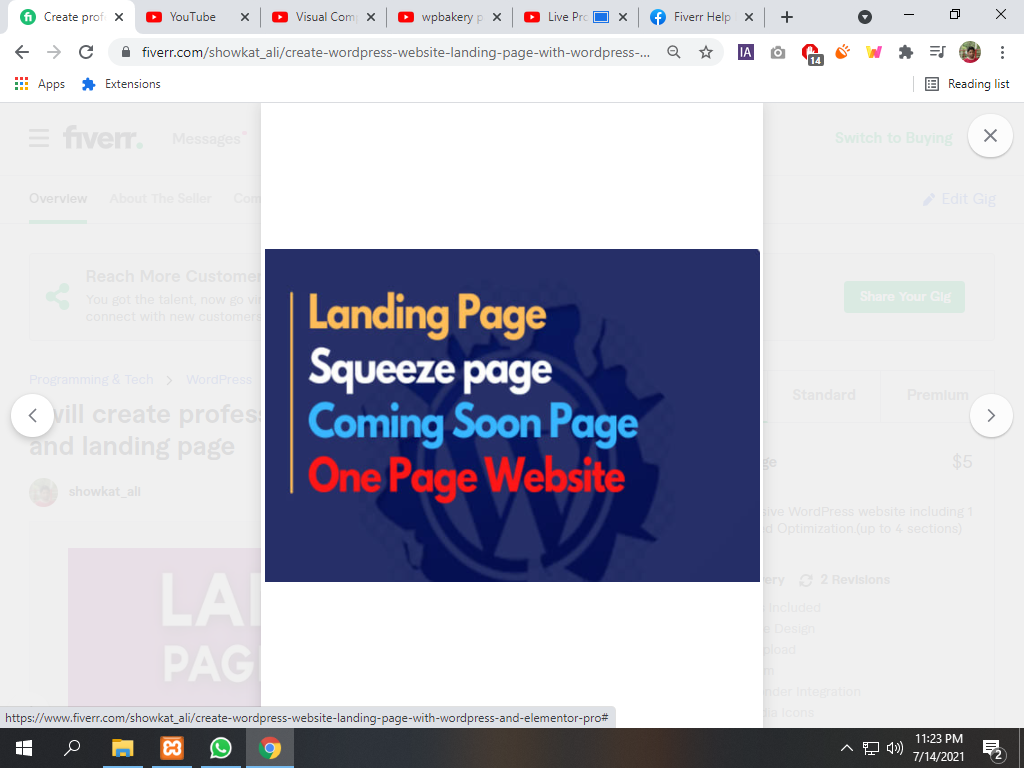 Create prof
YouTube
Visual Com
wpbakery p
Live Pro
Fiverr Help
fiverr.com/showkat_ali/create-wordpress-website-landing-page-with-wordpress-...
IA
14
Apps
Extensions
Reading list
fiverr.
Messages
Switch to Buying
Overview
About The Seller
Com
Edit Gig
Reach More Customer
You got the talent, now go vi
connect with new customers
Share Your Gig
Programming & Tech
WordPress
Standard
Premium
will create profess
and landing page
ge
$5
showkat_ali
sive WordPress website including 1
d Optimization.(up to 4 sections)
Landing Page
Squeeze page
Coming Soon Page
One Page Website
ery
2 Revisions
Included
e Design
pload
rm
nder Integration
dia Icons
LAN
PAG
https://www.fiverr.com/showkat_ali/create-wordpress-website-landing-page-with-wordpress-and-elementor-pro#
11:23 PM
7/14/2021
2